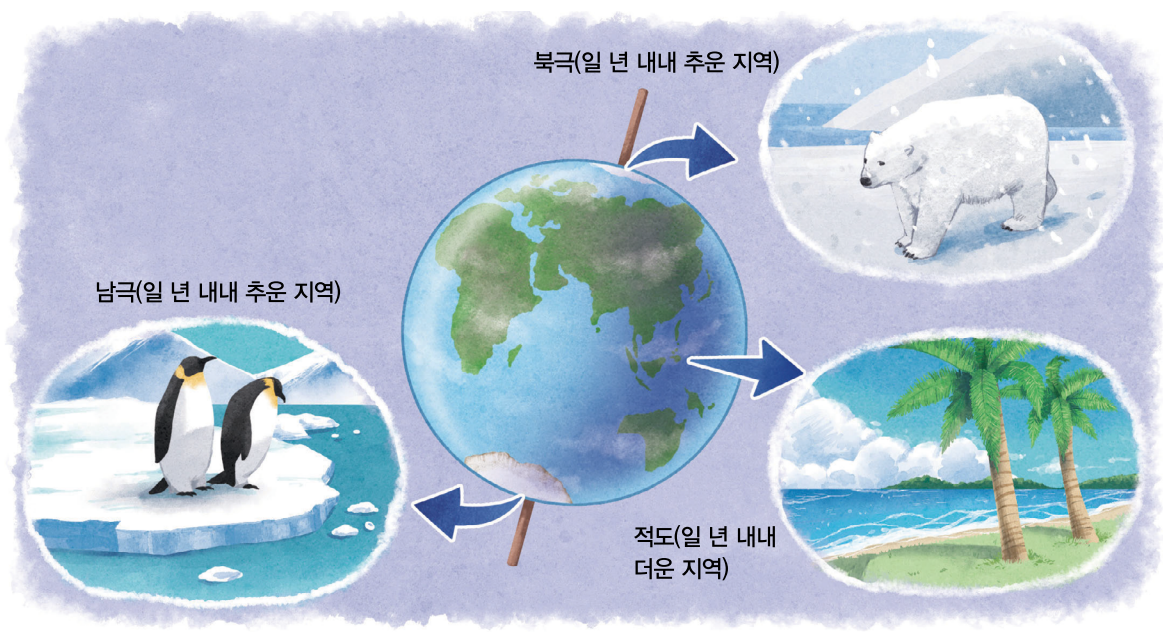 북극(일 년 내내 추운 지역)
남극(일 년 내내 추운 지역)
적도(일 년 내내
더운 지역)